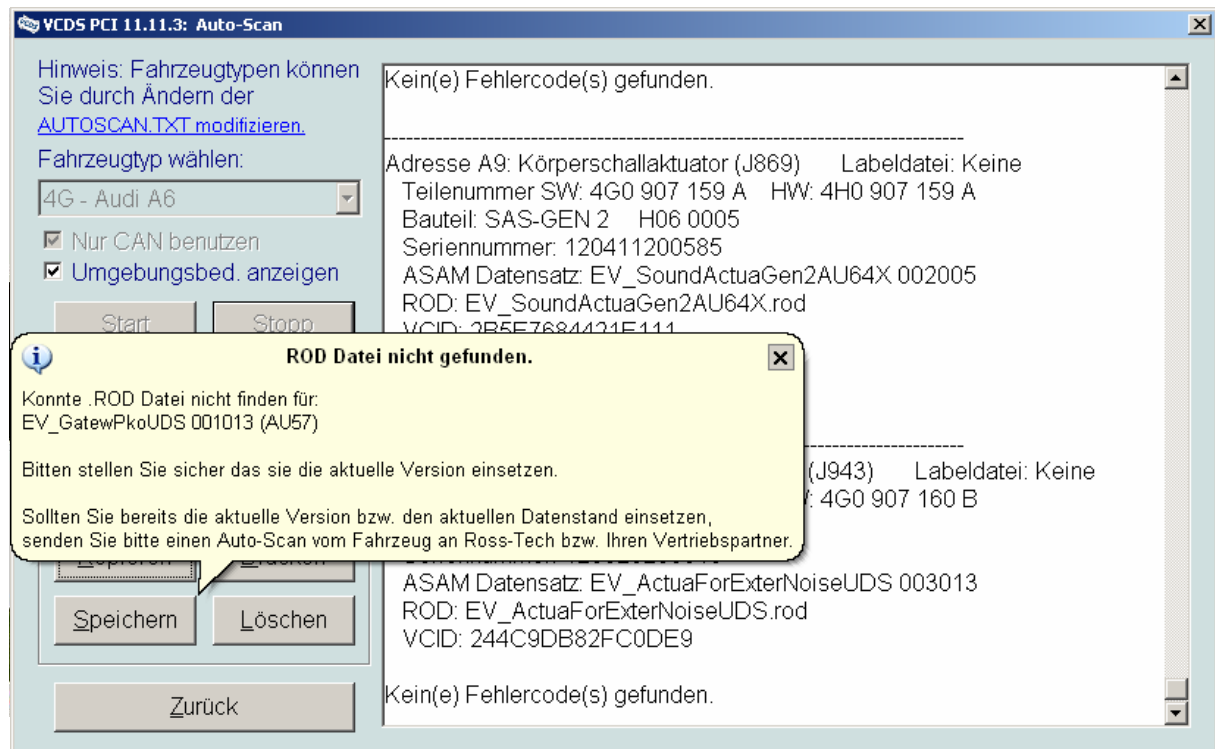 VCDS PCI 11.11.3: Auto-Scan
Hinweis: Fahrzeugtypen können
Sie durch Ändern der
AUTOSCAN.TXT modifizieren.
Fahrzeugtyp wählen:
4G - Audi A6
Nur CAN benutzen
Umgebungsbed. anzeigen
Start
Stopp
ROD Datei nicht gefunden.
Konnte .ROD Datei nicht finden für:
EV_GatewPkoUDS 001013 (AU57)
Bitten stellen Sie sicher das sie die aktuelle Version einsetzen.
Sollten Sie bereits die aktuelle Version bzw. den aktuellen Datenstand einsetzen,
senden Sie bitte einen Auto-Scan vom Fahrzeug an Ross-Tech bzw. Ihren Vertriebspartner.
Kopieren
Drucken
Speichern
Löschen
Zurück
Kein(e) Fehlercode(s) gefunden.
Adresse A9: Körperschallaktuator (J869) Labeldatei: Keine
Teilenummer SW: 4G0 907 159 A HW: 4H0 907 159 A
Bauteil: SAS-GEN 2 H06 0005
Seriennummer: 120411200585
ASAM Datensatz: EV_SoundActuaGen2AU64X 002005
ROD: EV_SoundActuaGen2AU64X.rod
VCID: 2B5E7684421E111
(J943) Labeldatei: Keine
4G0 907 160 B
ASAM Datensatz: EV_ActuaForExterNoiseUDS 003013
ROD: EV_ActuaForExterNoiseUDS.rod
VCID: 244C9DB82FC0DE9
Kein(e) Fehlercode(s) gefunden.